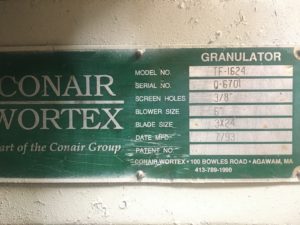 GRANULATOR
CONAIR
WORTEX
art of the Conair Group
MODEL NO. TF-1624
SERIAL NO. Q-6701
SCREEN HOLES 3/8"
BLOWER SIZE 6"
BLADE SIZE 3X24
DATE MFD. 7/93
PATENT NO.
CONAIR WORTEX • 100 BOWLES ROAD • AGAWAM, MA
413-789-1990